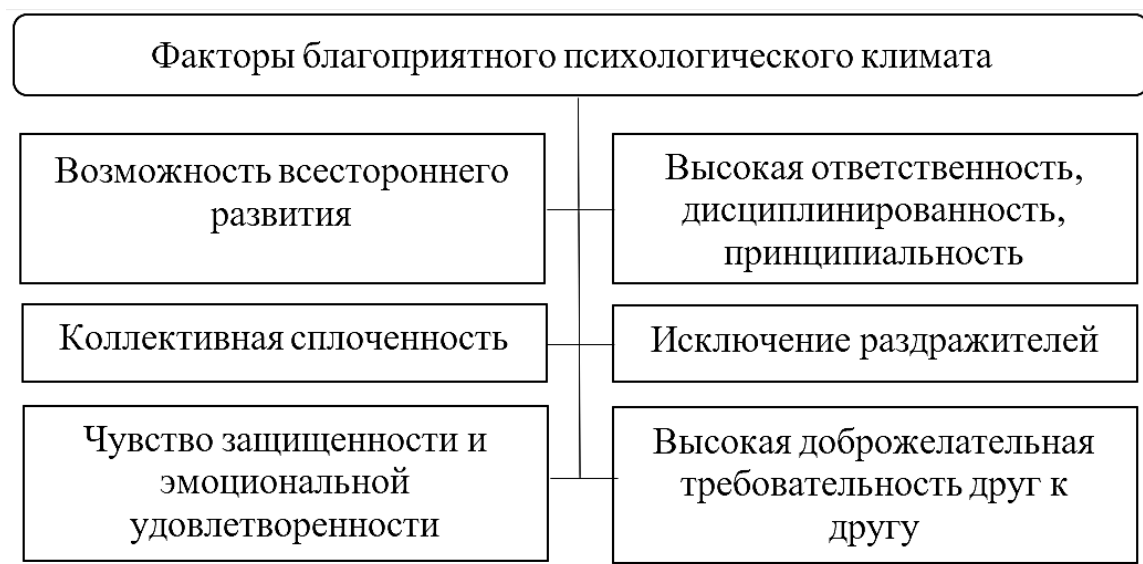 Факторы благоприятного психологического климата
Возможность всестороннего
развития
Высокая ответственность,
дисциплинированность,
принципиальность
Коллективная сплоченность
Исключение раздражителей
Чувство защищенности и
эмоциональной
удовлетворенности
Высокая доброжелательная
требовательность друг к
другу